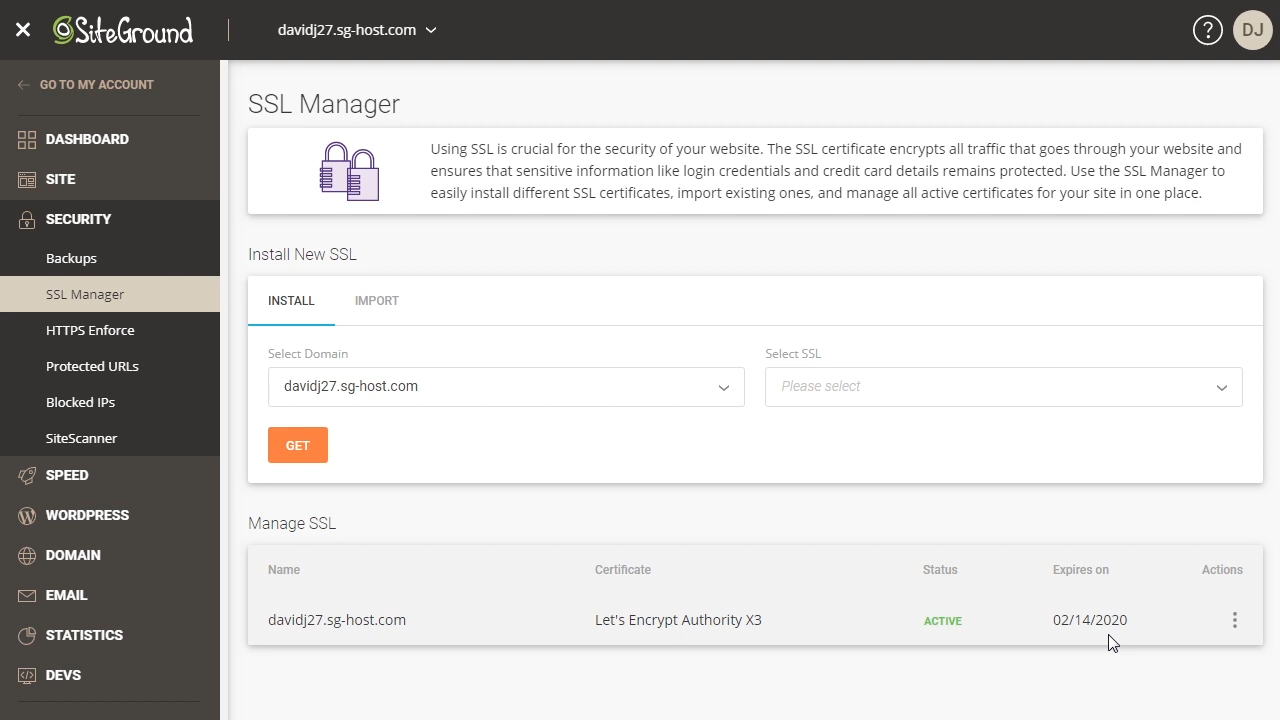 SiteGround
davidj27.sg-host.com
?
DJ
GO TO MY ACCOUNT
DASHBOARD
SITE
SECURITY
Backups
SSL Manager
HTTPS Enforce
Protected URLs
Blocked IPs
SiteScanner
SPEED
WORDPRESS
DOMAIN
EMAIL
STATISTICS
DEVS
SSL Manager
Using SSL is crucial for the security of your website. The SSL certificate encrypts all traffic that goes through your website and
ensures that sensitive information like login credentials and credit card details remains protected. Use the SSL Manager to
easily install different SSL certificates, import existing ones, and manage all active certificates for your site in one place.
Install New SSL
INSTALL IMPORT
Select Domain Select SSL
davidj27.sg-host.com Please select
GET
Manage SSL
Name Certificate Status Expires on Actions
davidj27.sg-host.com Let's Encrypt Authority X3 ACTIVE 02/14/2020